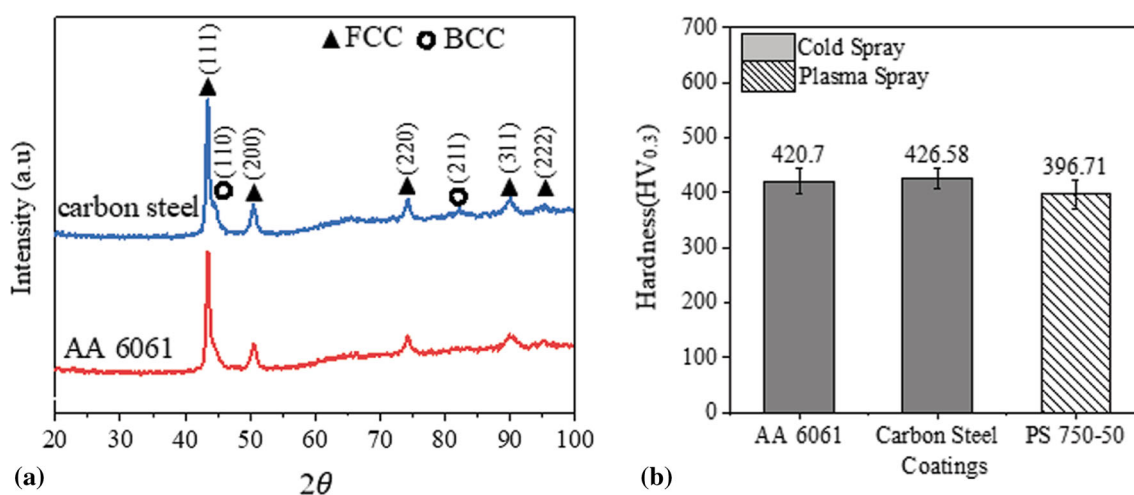 ▲ FCC ○ BCC
(111)
(110)
(200)
(220)
(211)
(311)
(222)
carbon steel
AA 6061
Intensity (a.u)
20 30 40 50 60 70 80 90 100
2θ
(a)
700
600
500
400
300
200
100
0
Hardness(HV0.3)
Cold Spray
Plasma Spray
420.7
426.58
396.71
AA 6061 Carbon Steel PS 750-50
Coatings
(b)